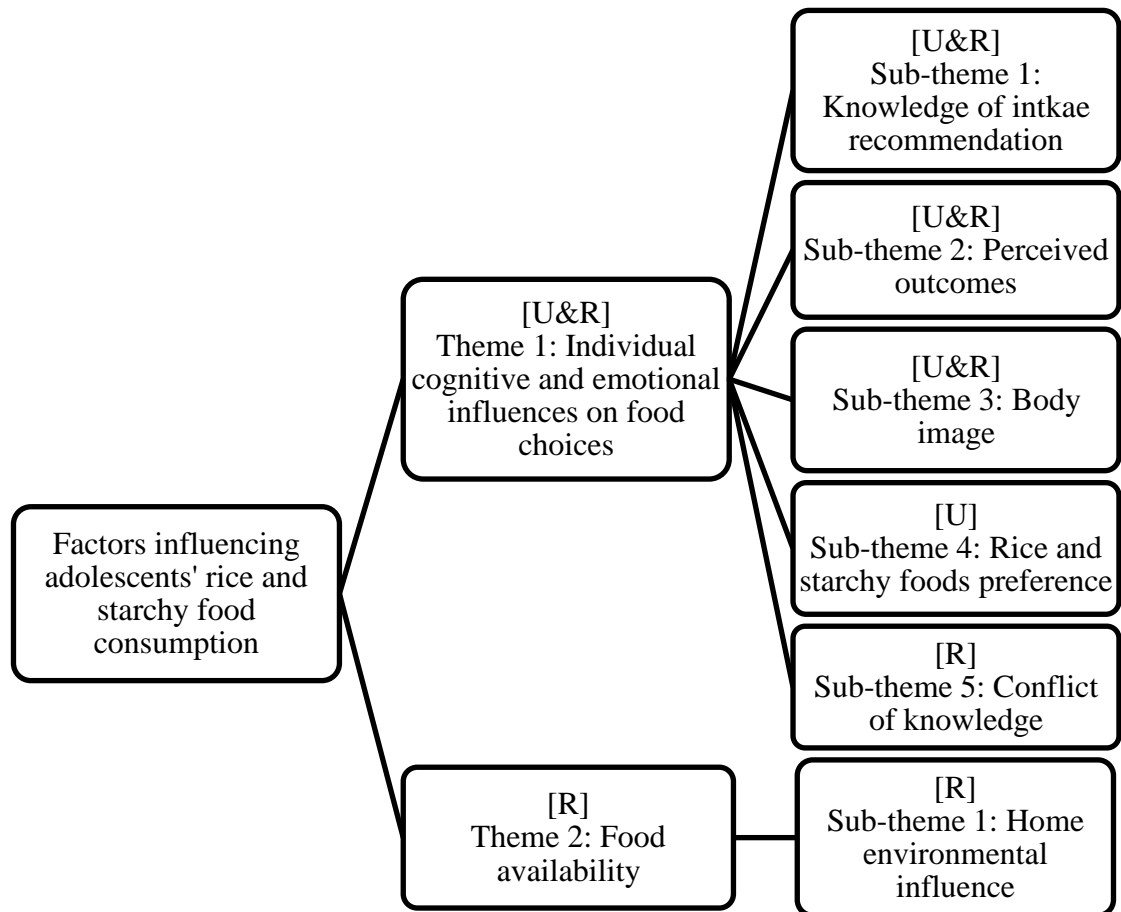 Factors influencing
adolescents' rice and
starchy food
consumption
[U&R]
Theme 1: Individual
cognitive and emotional
influences on food
choices
[U&R]
Sub-theme 1:
Knowledge of intkae
recommendation
[U&R]
Sub-theme 2: Perceived
outcomes
[U&R]
Sub-theme 3: Body
image
[U]
Sub-theme 4: Rice and
starchy foods preference
[R]
Sub-theme 5: Conflict
of knowledge
[R]
Theme 2: Food
availability
[R]
Sub-theme 1: Home
environmental
influence